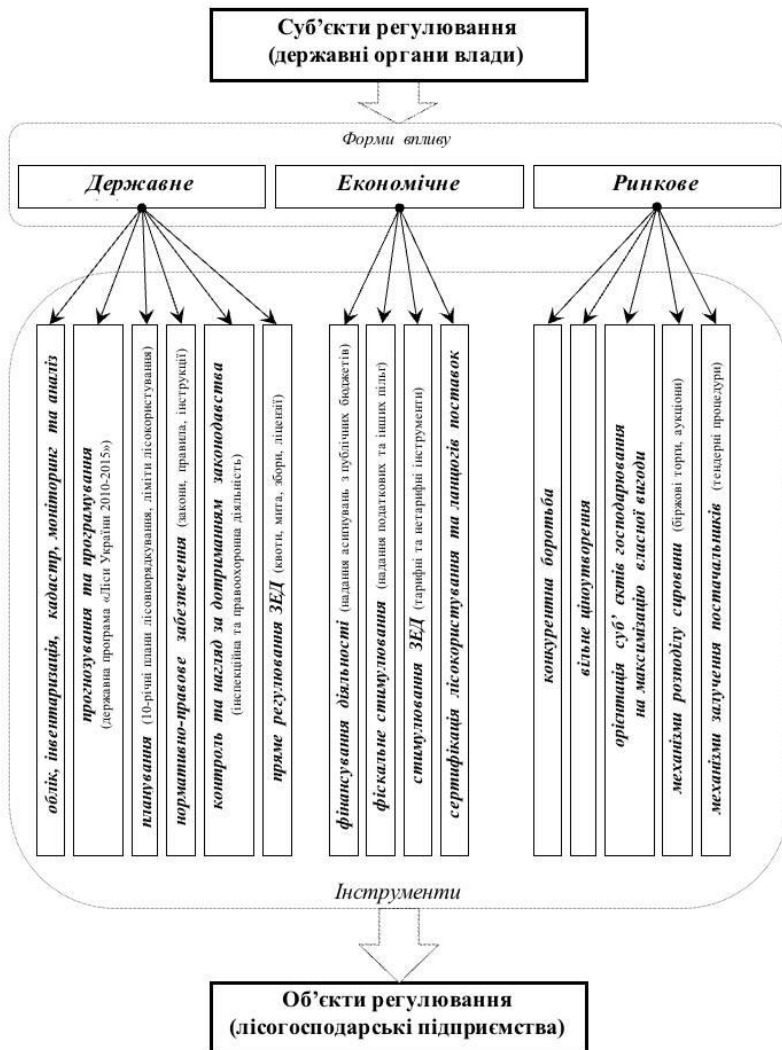 Суб’єкти регулювання
(державні органи влади)
Форми впливу
Державне
Економічне
Ринкове
облік, інвентаризація, кадастр, моніторинг та аналіз
прогнозування та програмування
(державна програма «Ліси України 2010-2015»)
планування (10-річні плани лісовпорядкування, ліміти лісокористування)
нормативно-правове забезпечення (закони, правила, інструкції)
контроль та нагляд за дотриманням законодавства
(інспекційна та правоохоронна діяльність)
пряме регулювання ЗЕД (квоти, мита, збори, ліцензії)
фінансування діяльності (надання асигнувань з публічних бюджетів)
фіскальне стимулювання (надання податкових та інших пільг)
стимулювання ЗЕД (тарифні та нетарифні інструменти)
сертифікація лісокористування та ланцюгів поставок
конкурентна боротьба
вільне ціноутворення
орієнтація суб’ єктів господарювання
на максимізацію власної вигоди
механізми розподілу сировини (біржові торги, аукціони)
механізми залучення постачальників (тендерні процедури)
Інструменти
Об’єкти регулювання
(лісогосподарські підприємства)